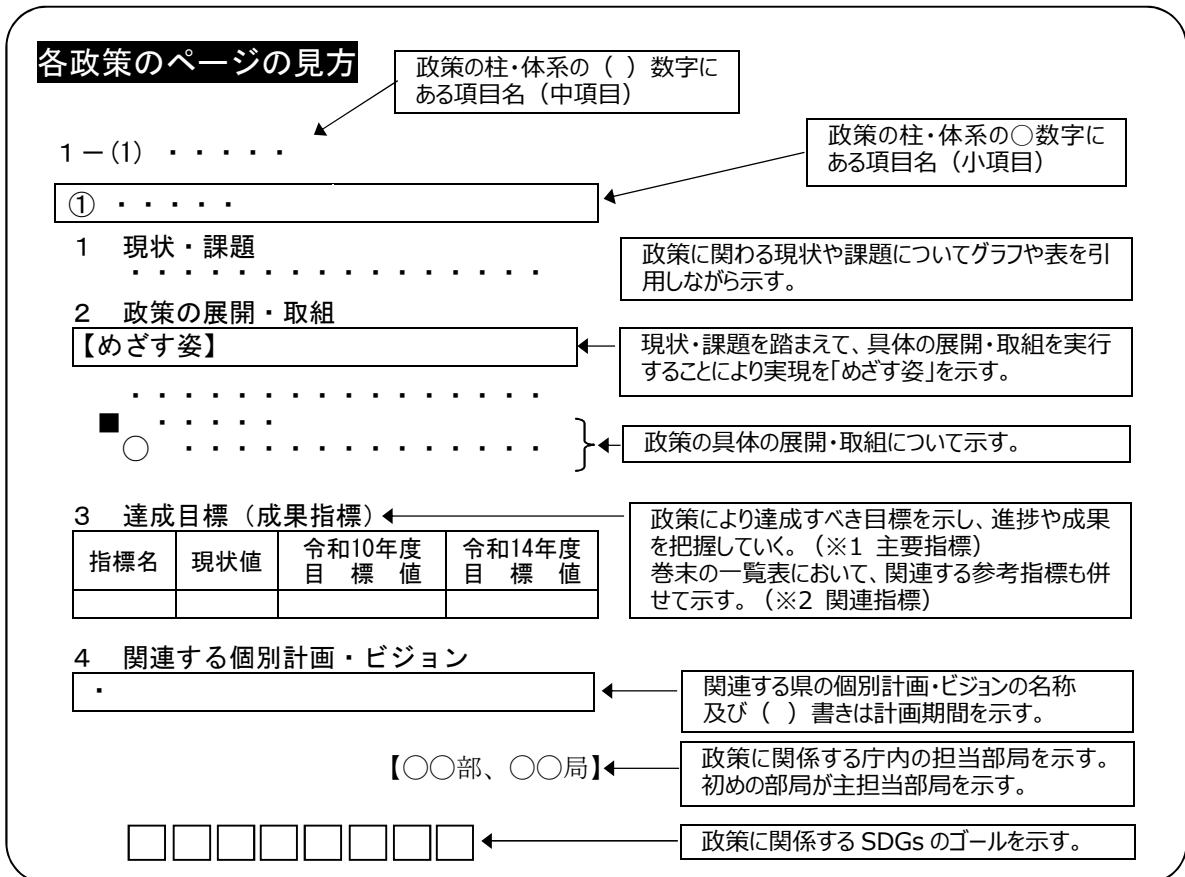 各政策のページの見方
政策の柱・体系の（ ）数字に
ある項目名（中項目）
1－(1) ・・・・・
政策の柱・体系の○数字に
ある項目名（小項目）
① ・・・・・
1 現状・課題
・・・・・・・・・・・・・・・・
政策に関わる現状や課題についてグラフや表を引
用しながら示す。
2 政策の展開・取組
【めざす姿】
現状・課題を踏まえて、具体の展開・取組を実行
することにより実現を「めざす姿」を示す。
・・・・・・・・・・・・・・・・
■ ・・・・・
○ ・・・・・・・・・・・・・・
政策の具体の展開・取組について示す。
3 達成目標（成果指標）
指標名 現状値 令和10年度 令和14年度
目 標 値 目 標 値
政策により達成すべき目標を示し、進捗や成果
を把握していく。（※1 主要指標）
巻末の一覧表において、関連する参考指標も併
せて示す。（※2 関連指標）
4 関連する個別計画・ビジョン
・
関連する県の個別計画・ビジョンの名称
及び（ ）書きは計画期間を示す。
【○○部、○○局】
政策に関係する庁内の担当部局を示す。
初めの部局が主担当部局を示す。
□□□□□□□□
政策に関係する SDGs のゴールを示す。